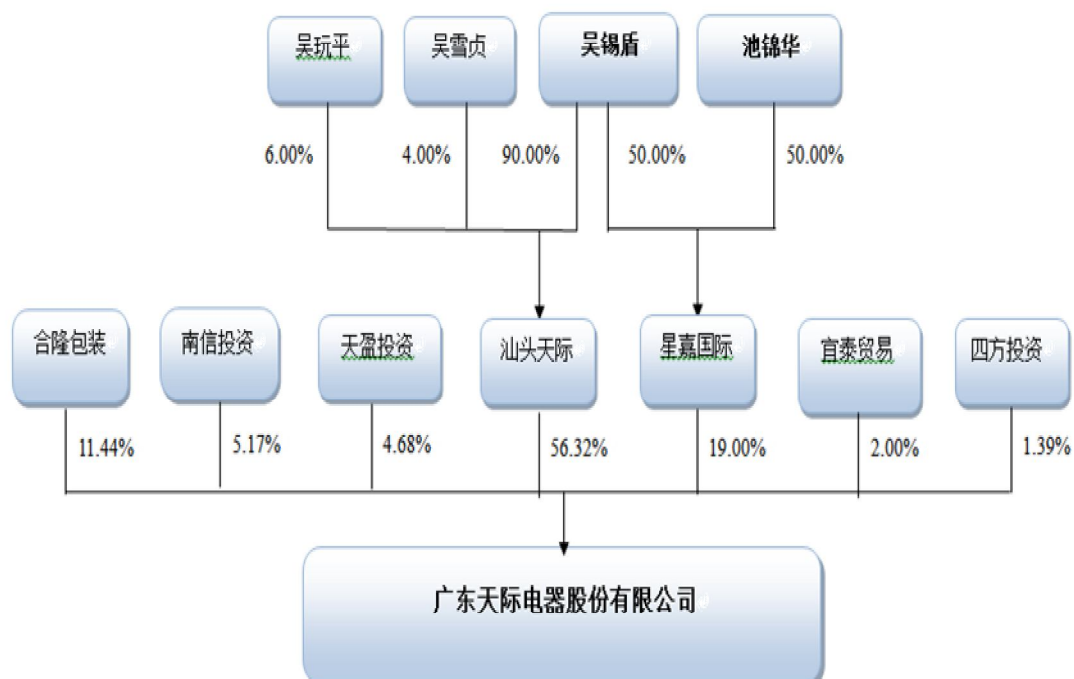 吴玩平
吴雪贞
吴锡盾
池锦华
6.00%
4.00%
90.00%
50.00%
50.00%
合隆包装
南信投资
天盈投资
汕头天际
星嘉国际
宜泰贸易
四方投资
11.44%
5.17%
4.68%
56.32%
19.00%
2.00%
1.39%
广东天际电器股份有限公司